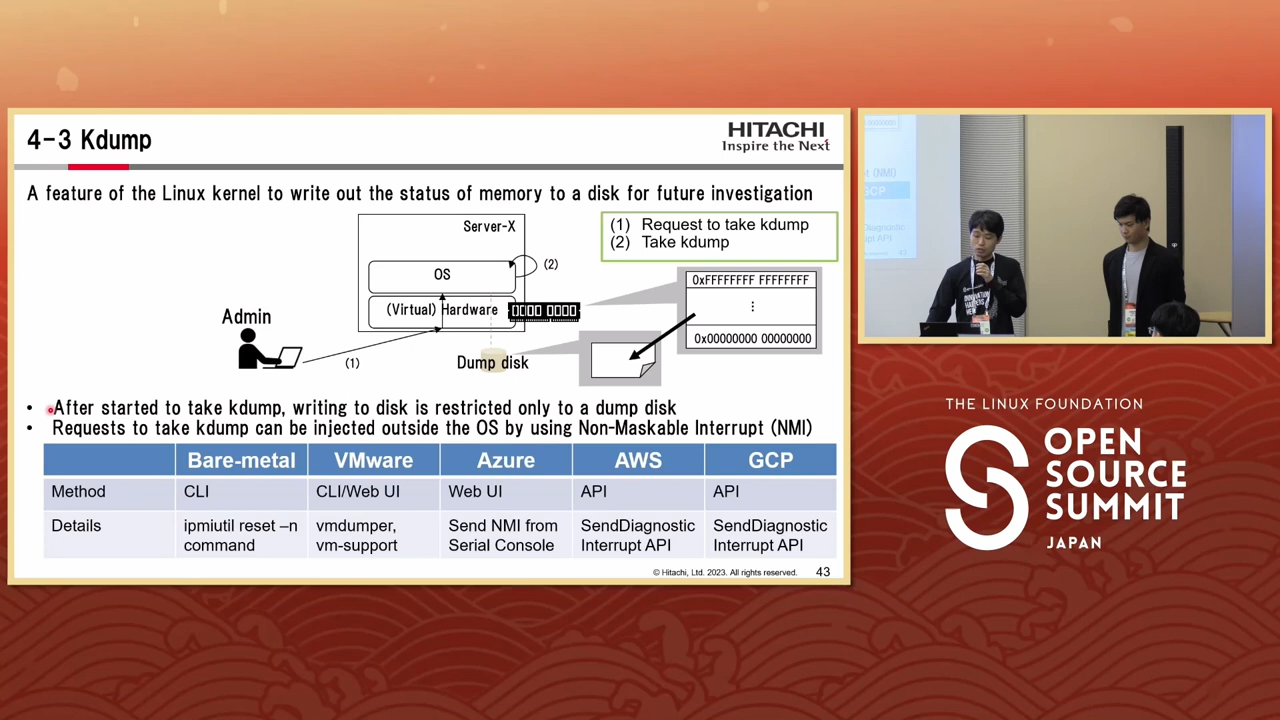 4-3 Kdump
HITACHI
Inspire the Next
A feature of the Linux kernel to write out the status of memory to a disk for future investigation
Server-X
(1) Request to take kdump
(2) Take kdump
OS
(2)
(Virtual) Hardware
0xFFFFFFFF FFFFFFFF
⋮
0x00000000 00000000
Admin
(1)
Dump disk
• After started to take kdump, writing to disk is restricted only to a dump disk
• Requests to take kdump can be injected outside the OS by using Non-Maskable Interrupt (NMI)
Bare-metal VMware Azure AWS GCP
Method CLI CLI/Web UI Web UI API API
Details ipmiutil reset –n vmdumper, Send NMI from SendDiagnostic SendDiagnostic
command vm-support Serial Console Interrupt API Interrupt API
© Hitachi, Ltd. 2023. All rights reserved. 43
(NMI)
GCP
Diagnostic
upt API
THE LINUX FOUNDATION
OPEN
SOURCE
SUMMIT
JAPAN